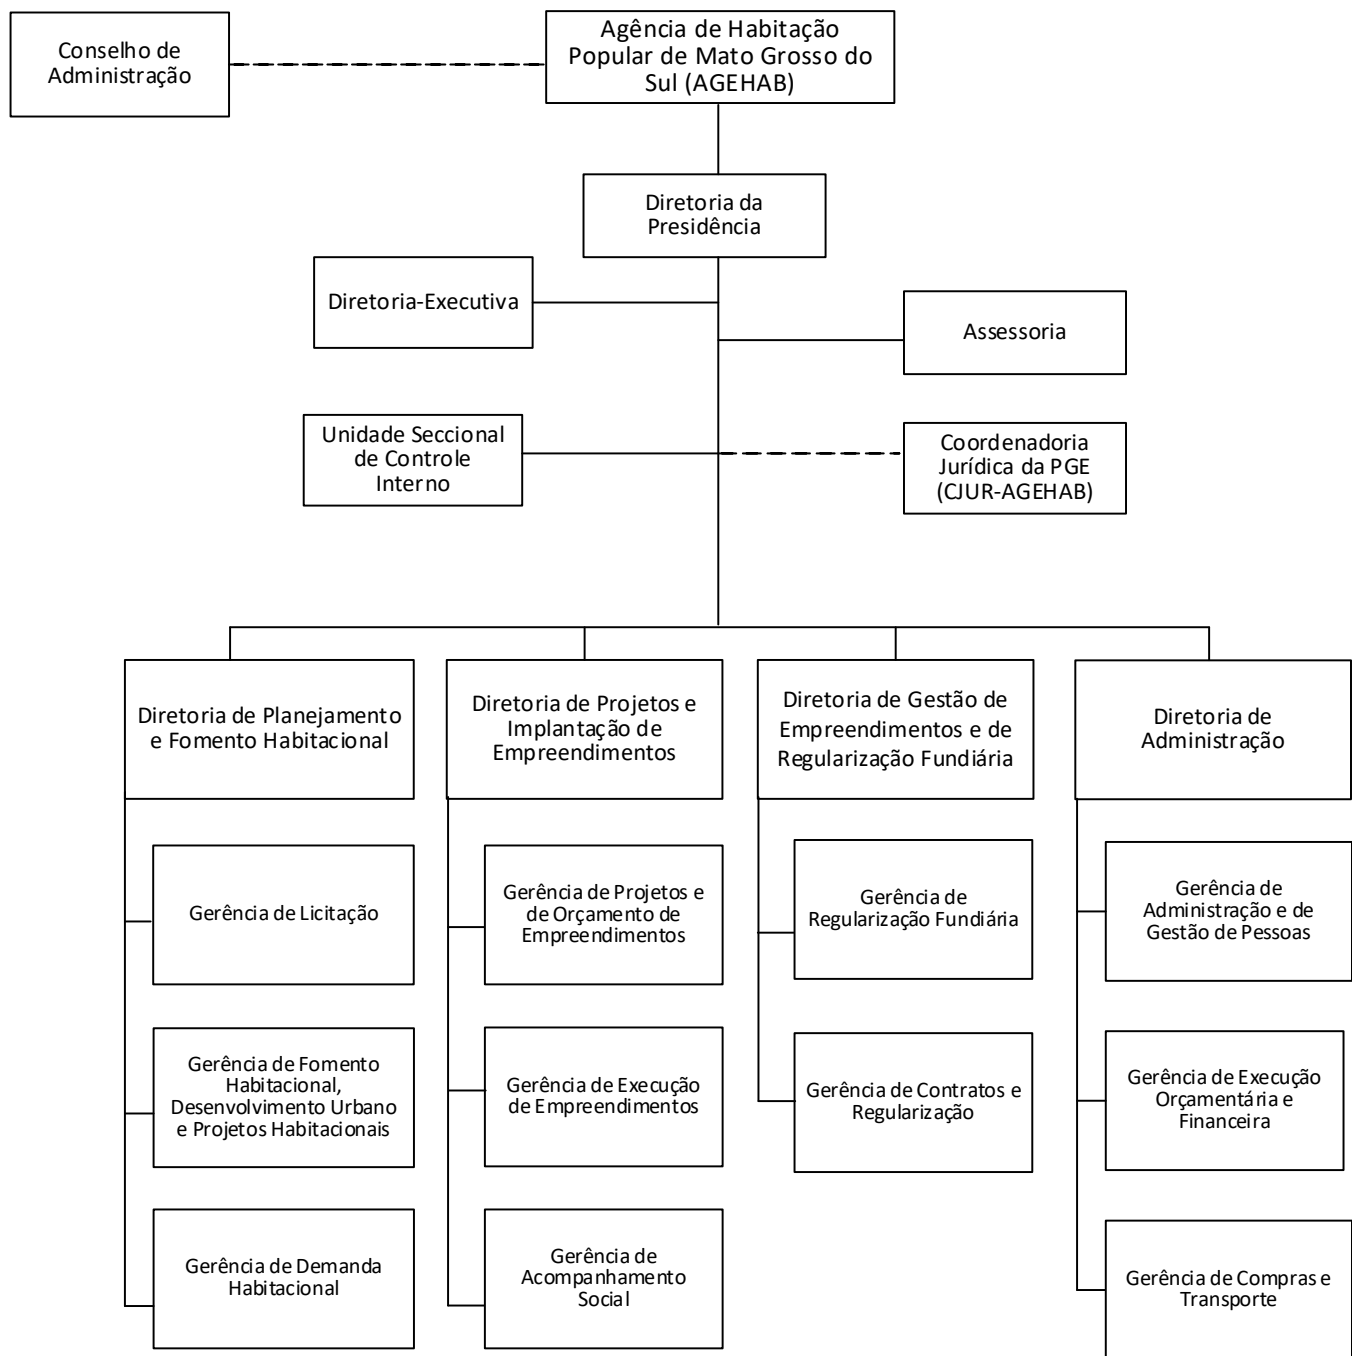 Conselho de
Administração
Agência de Habitação
Popular de Mato Grosso do
Sul (AGEHAB)
Diretoria da
Presidência
Diretoria-Executiva
Assessoria
Unidade Seccional
de Controle
Interno
Coordenadoria
Jurídica da PGE
(CJUR-AGEHAB)
Diretoria de Planejamento
e Fomento Habitacional
Diretoria de Projetos e
Implantação de
Empreendimentos
Diretoria de Gestão de
Empreendimentos e de
Regularização Fundiária
Diretoria de
Administração
Gerência de Licitação
Gerência de Projetos e
de Orçamento de
Empreendimentos
Gerência de
Regularização Fundiária
Gerência de
Administração e de
Gestão de Pessoas
Gerência de Fomento
Habitacional,
Desenvolvimento Urbano
e Projetos Habitacionais
Gerência de Execução
de Empreendimentos
Gerência de Contratos e
Regularização
Gerência de Execução
Orçamentária e
Financeira
Gerência de Demanda
Habitacional
Gerência de
Acompanhamento
Social
Gerência de Compras e
Transporte